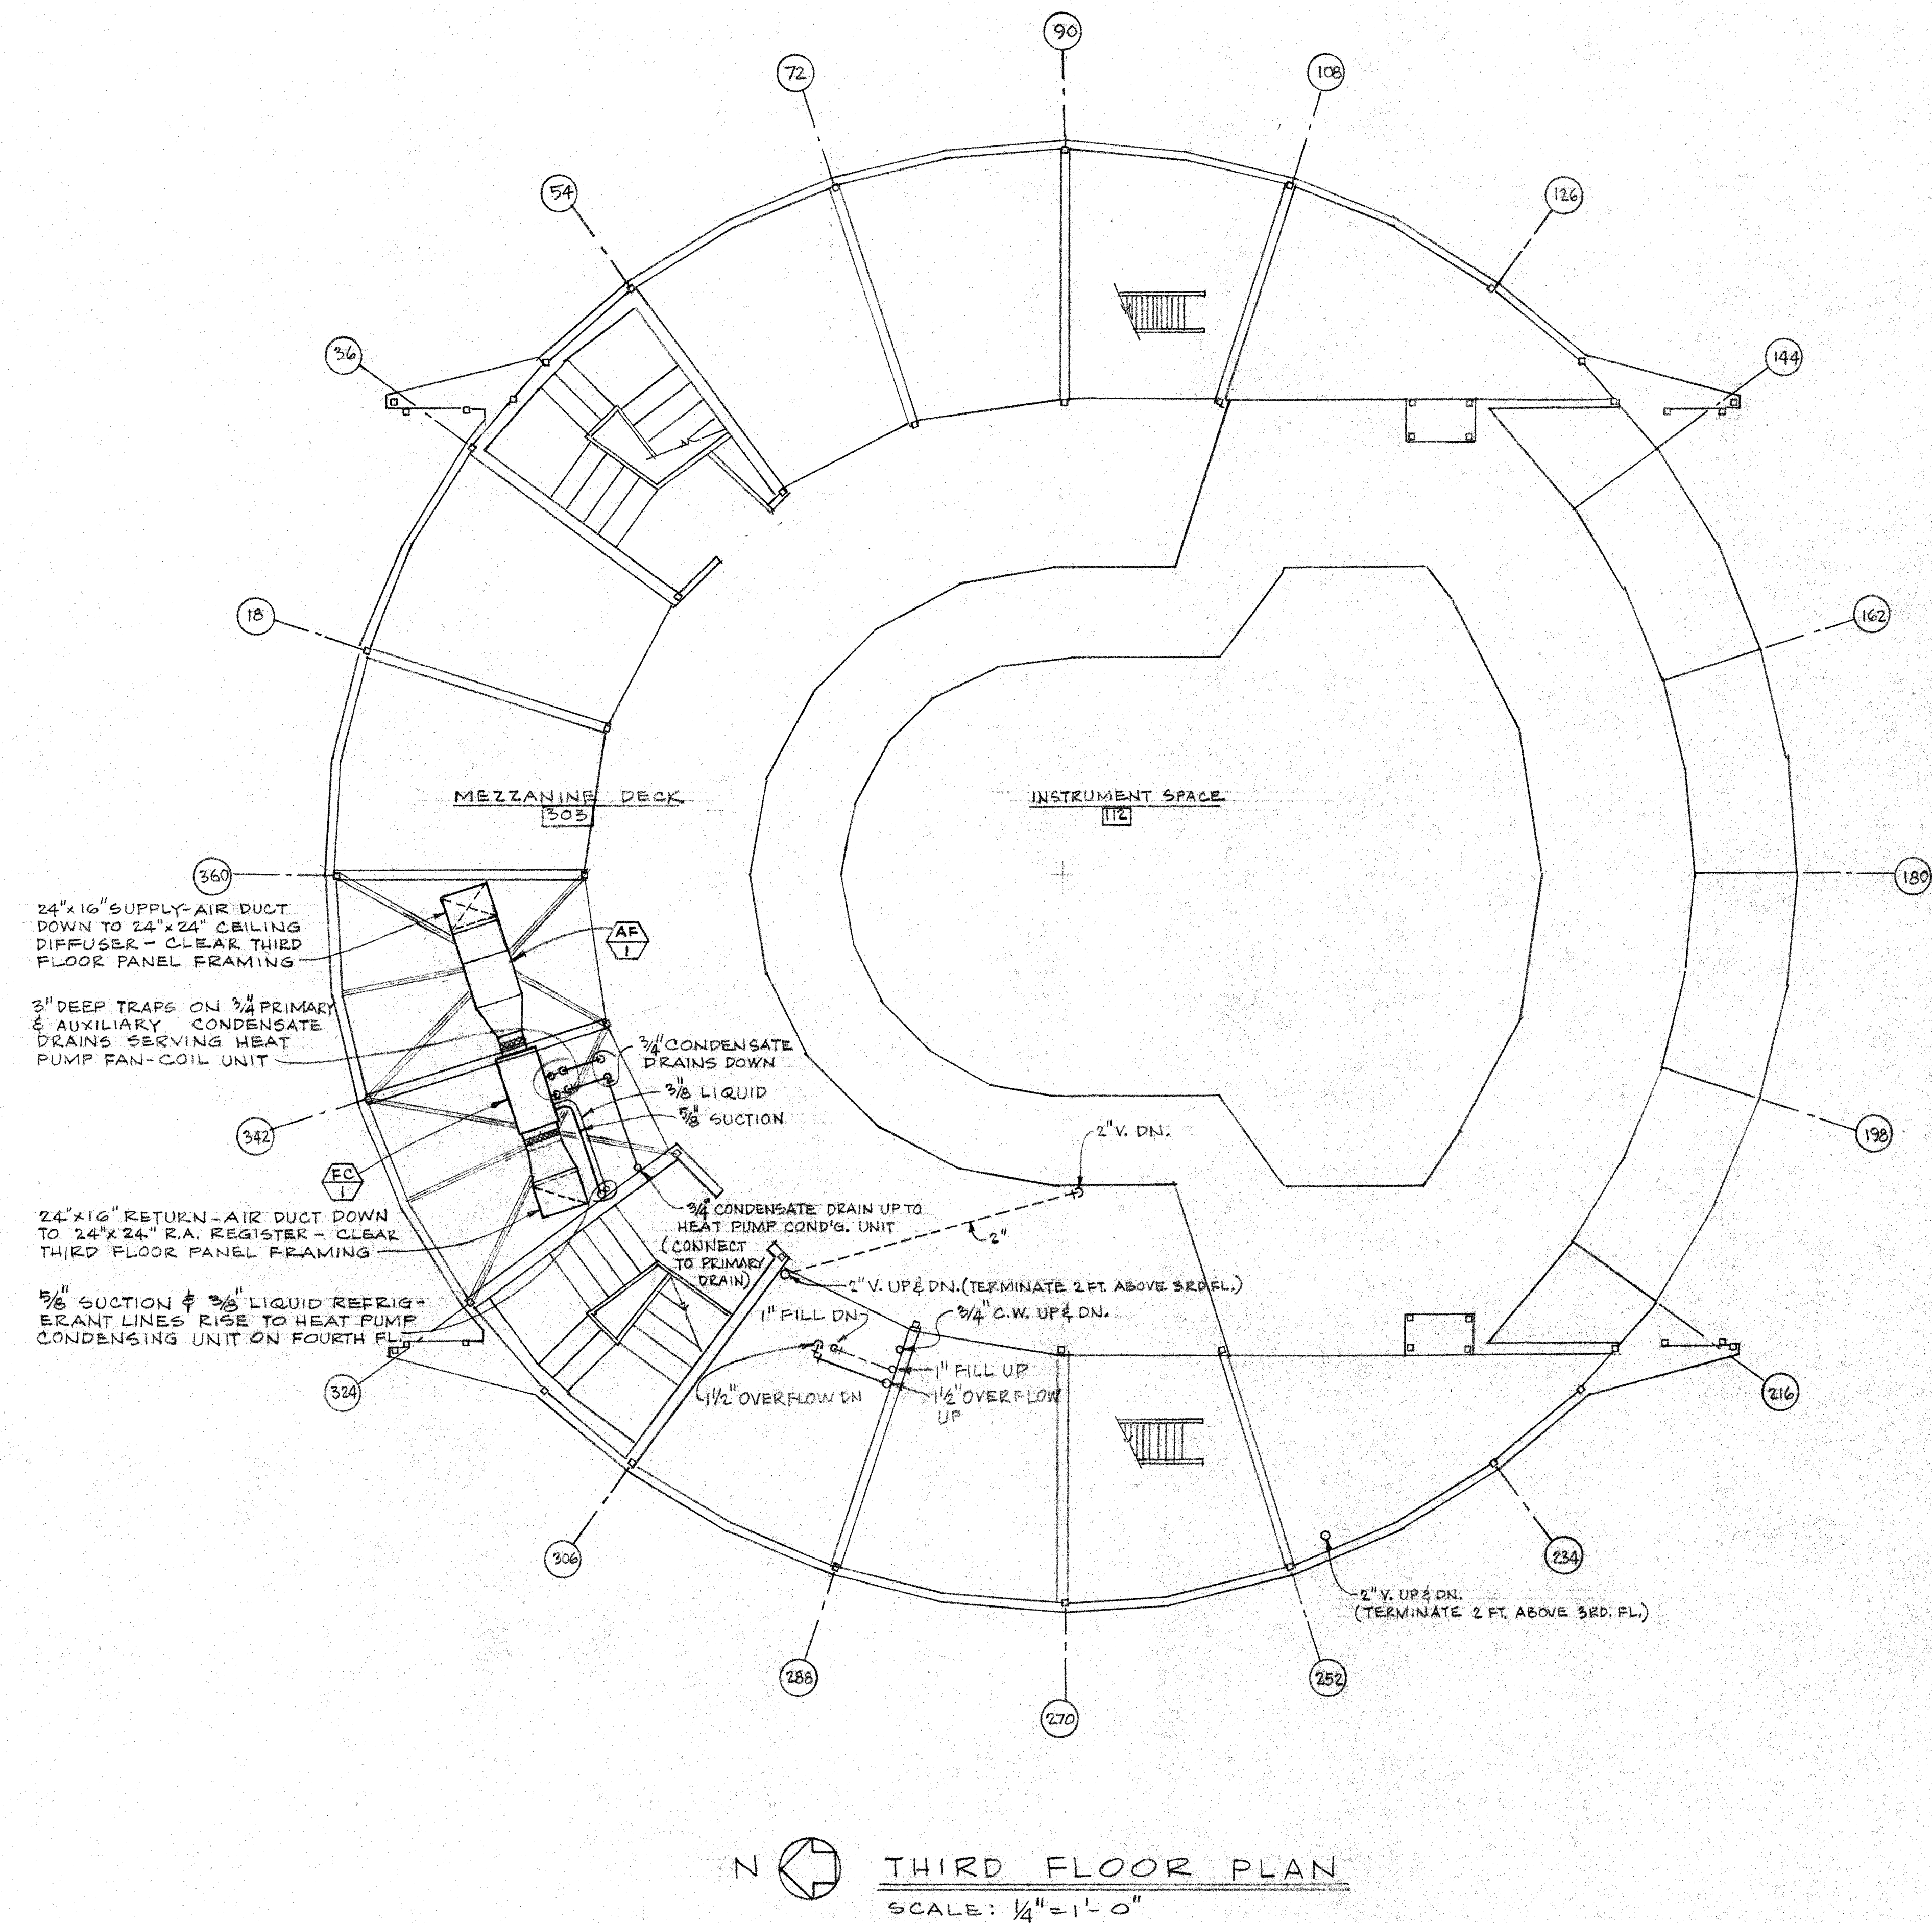 90
72
108
54
126
36
144
18
162
MEZZANINE DECK
303
INSTRUMENT SPACE
112
360
180
24"x16" SUPPLY-AIR DUCT
DOWN TO 24"x24" CEILING
DIFFUSER - CLEAR THIRD
FLOOR PANEL FRAMING
AF
1
3" DEEP TRAPS ON 3/4" PRIMARY
& AUXILIARY CONDENSATE
DRAINS SERVING HEAT
PUMP FAN-COIL UNIT
3/4" CONDENSATE
DRAINS DOWN
3/8" LIQUID
5/8" SUCTION
342
2" V. DN.
198
FC
1
24"x16" RETURN-AIR DUCT DOWN
TO 24"x24" R.A. REGISTER - CLEAR
THIRD FLOOR PANEL FRAMING
3/4" CONDENSATE DRAIN UP TO
HEAT PUMP COND'G. UNIT
(CONNECT
TO PRIMARY
DRAIN)
2"
2" V. UP & DN. (TERMINATE 2 FT. ABOVE 3RD FL.)
5/8" SUCTION & 3/8" LIQUID REFRIG-
ERANT LINES RISE TO HEAT PUMP
CONDENSING UNIT ON FOURTH FL.
1" FILL DN
3/4" C.W. UP & DN.
1" FILL UP
1 1/2" OVERFLOW DN
1 1/2" OVERFLOW
UP
324
216
306
234
2" V. UP & DN.
(TERMINATE 2 FT. ABOVE 3RD. FL.)
288
252
270
N
THIRD FLOOR PLAN
SCALE: 1/4" = 1'-0"